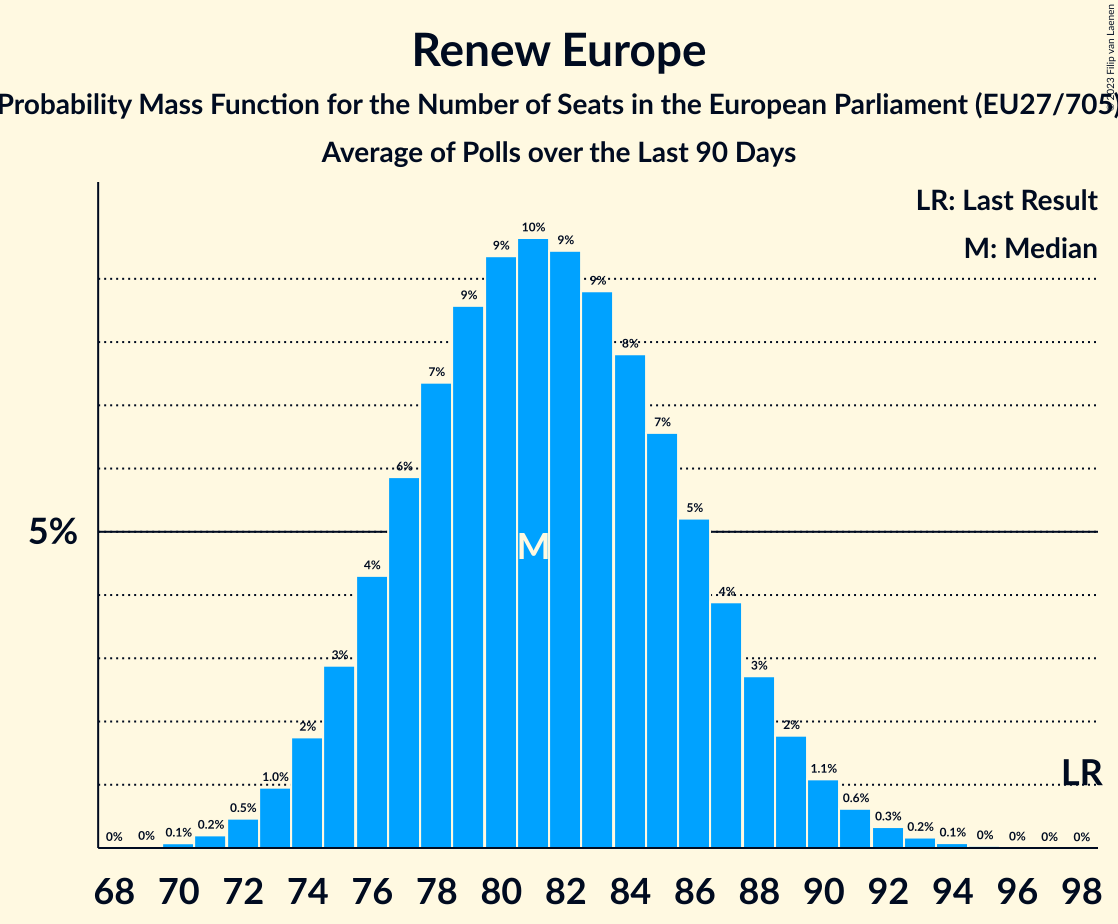 © 2023 Filip van Laenen
Renew Europe
Probability Mass Function for the Number of Seats in the European Parliament (EU27/705)
Average of Polls over the Last 90 Days
LR: Last Result
M: Median
10%
9% 9%
9% 9%
8%
7%
7%
6%
5%
5%
M
4%
4%
3%
3%
2% 2%
LR
1.0% 1.1%
0.5% 0.6%
0% 0% 0.1% 0.2% 0.3% 0.2% 0.1% 0% 0% 0% 0%
68 70 72 74 76 78 80 82 84 86 88 90 92 94 96 98